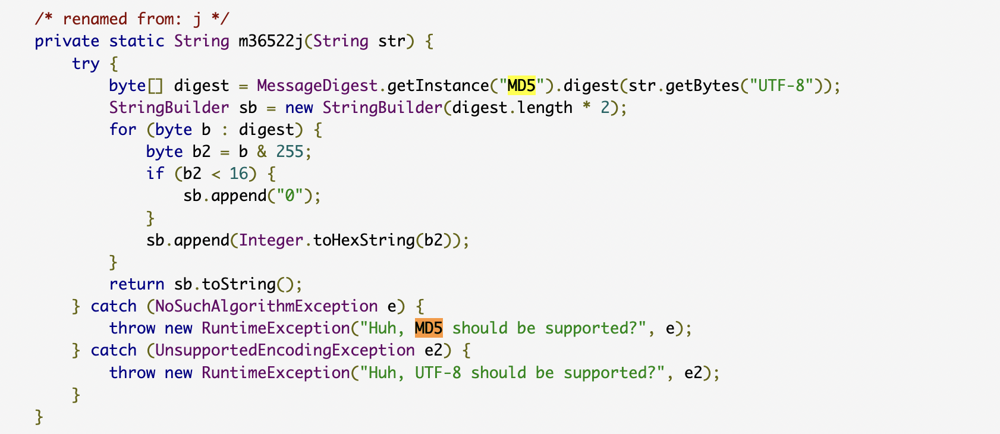 /* renamed from: j */
private static String m36522j(String str) {
    try {
        byte[] digest = MessageDigest.getInstance("MD5").digest(str.getBytes("UTF-8"));
        StringBuilder sb = new StringBuilder(digest.length * 2);
        for (byte b : digest) {
            byte b2 = b & 255;
            if (b2 < 16) {
                sb.append("0");
            }
            sb.append(Integer.toHexString(b2));
        }
        return sb.toString();
    } catch (NoSuchAlgorithmException e) {
        throw new RuntimeException("Huh, MD5 should be supported?", e);
    } catch (UnsupportedEncodingException e2) {
        throw new RuntimeException("Huh, UTF-8 should be supported?", e2);
    }
}